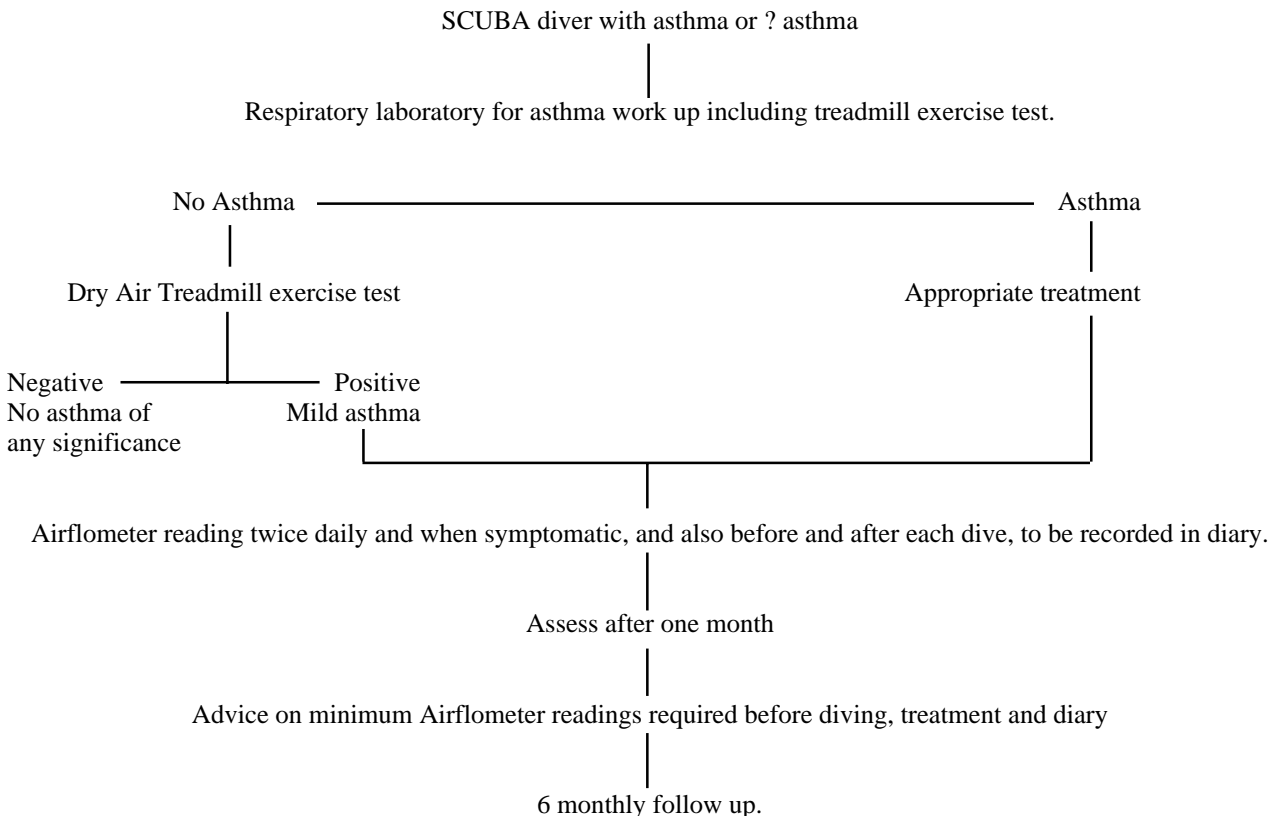 SCUBA diver with asthma or ? asthma
Respiratory laboratory for asthma work up including treadmill exercise test.
No Asthma
Asthma
Dry Air Treadmill exercise test
Appropriate treatment
Negative
Positive
No asthma of
Mild asthma
any significance
Airflometer reading twice daily and when symptomatic, and also before and after each dive, to be recorded in diary.
Assess after one month
Advice on minimum Airflometer readings required before diving, treatment and diary
6 monthly follow up.